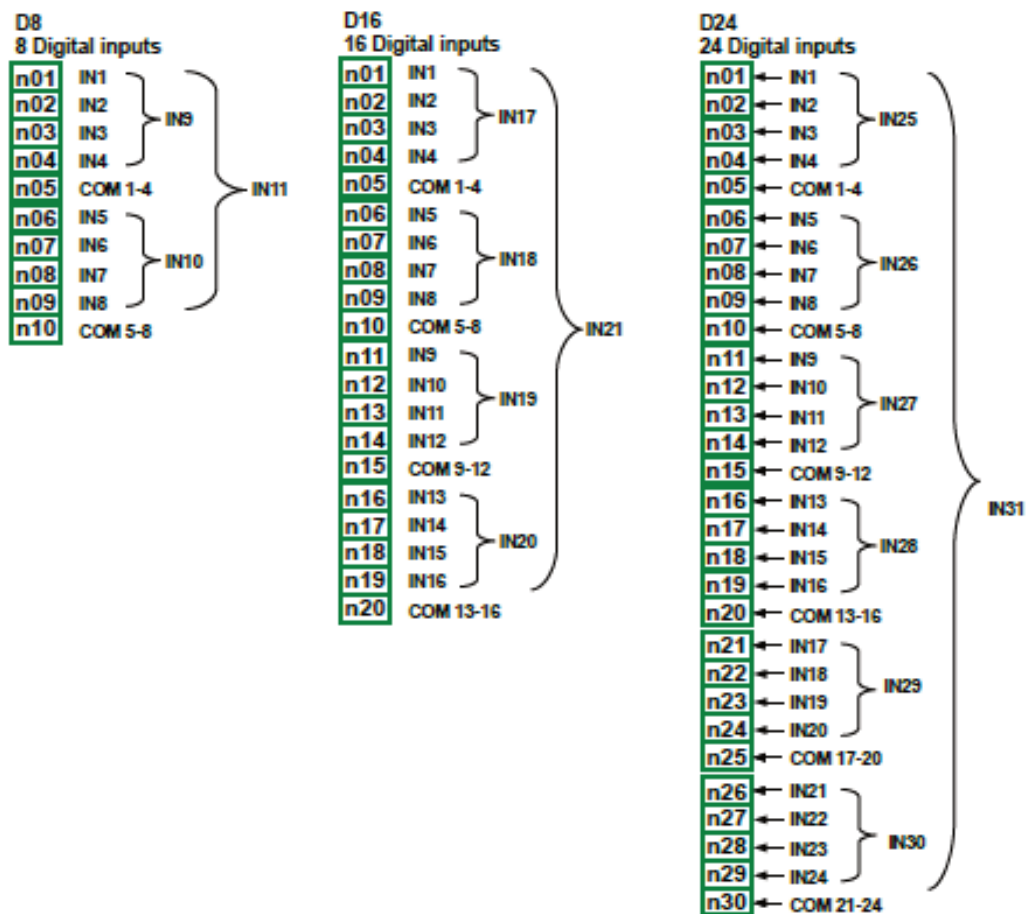 D8
8 Digital inputs
n01 IN1
n02 IN2
IN9
n03 IN3
n04 IN4
n05 COM 1-4
IN11
n06 IN5
n07 IN6
IN10
n08 IN7
n09 IN8
n10 COM 5-8
D16
16 Digital inputs
n01 IN1
n02 IN2
IN17
n03 IN3
n04 IN4
n05 COM 1-4
n06 IN5
n07 IN6
IN18
n08 IN7
n09 IN8
n10 COM 5-8
IN21
n11 IN9
n12 IN10
IN19
n13 IN11
n14 IN12
n15 COM 9-12
n16 IN13
n17 IN14
IN20
n18 IN15
n19 IN16
n20 COM 13-16
D24
24 Digital inputs
n01 IN1
n02 IN2
IN25
n03 IN3
n04 IN4
n05 COM 1-4
n06 IN5
n07 IN6
IN26
n08 IN7
n09 IN8
n10 COM 5-8
n11 IN9
n12 IN10
IN27
n13 IN11
n14 IN12
n15 COM 9-12
IN31
n16 IN13
n17 IN14
IN28
n18 IN15
n19 IN16
n20 COM 13-16
n21 IN17
n22 IN18
IN29
n23 IN19
n24 IN20
n25 COM 17-20
n26 IN21
n27 IN22
IN30
n28 IN23
n29 IN24
n30 COM 21-24